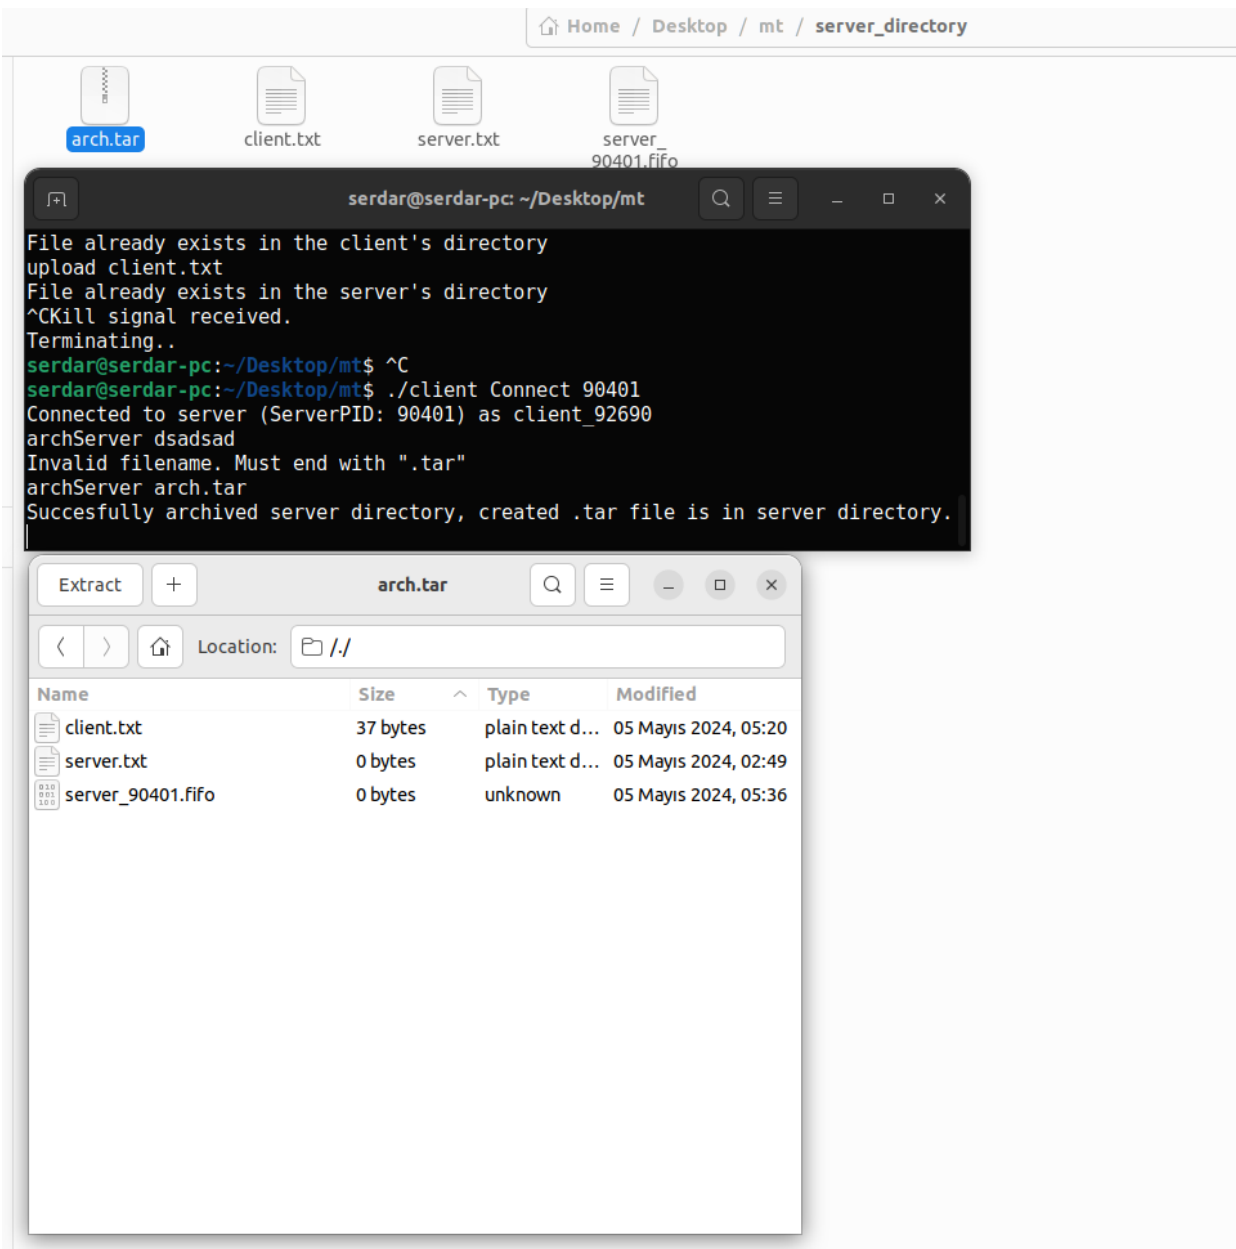 Home / Desktop / mt / server_directory
arch.tar
client.txt
server.txt
server_
90401.fifo
serdar@serdar-pc: ~/Desktop/mt
File already exists in the client's directory
upload client.txt
File already exists in the server's directory
^CKill signal received.
Terminating..
serdar@serdar-pc:~/Desktop/mt$ ^C
serdar@serdar-pc:~/Desktop/mt$ ./client Connect 90401
Connected to server (ServerPID: 90401) as client_92690
archServer dsadsad
Invalid filename. Must end with ".tar"
archServer arch.tar
Succesfully archived server directory, created .tar file is in server directory.
Extract
arch.tar
Location: /./
Name Size Type Modified
client.txt 37 bytes plain text d... 05 Mayıs 2024, 05:20
server.txt 0 bytes plain text d... 05 Mayıs 2024, 02:49
server_90401.fifo 0 bytes unknown 05 Mayıs 2024, 05:36